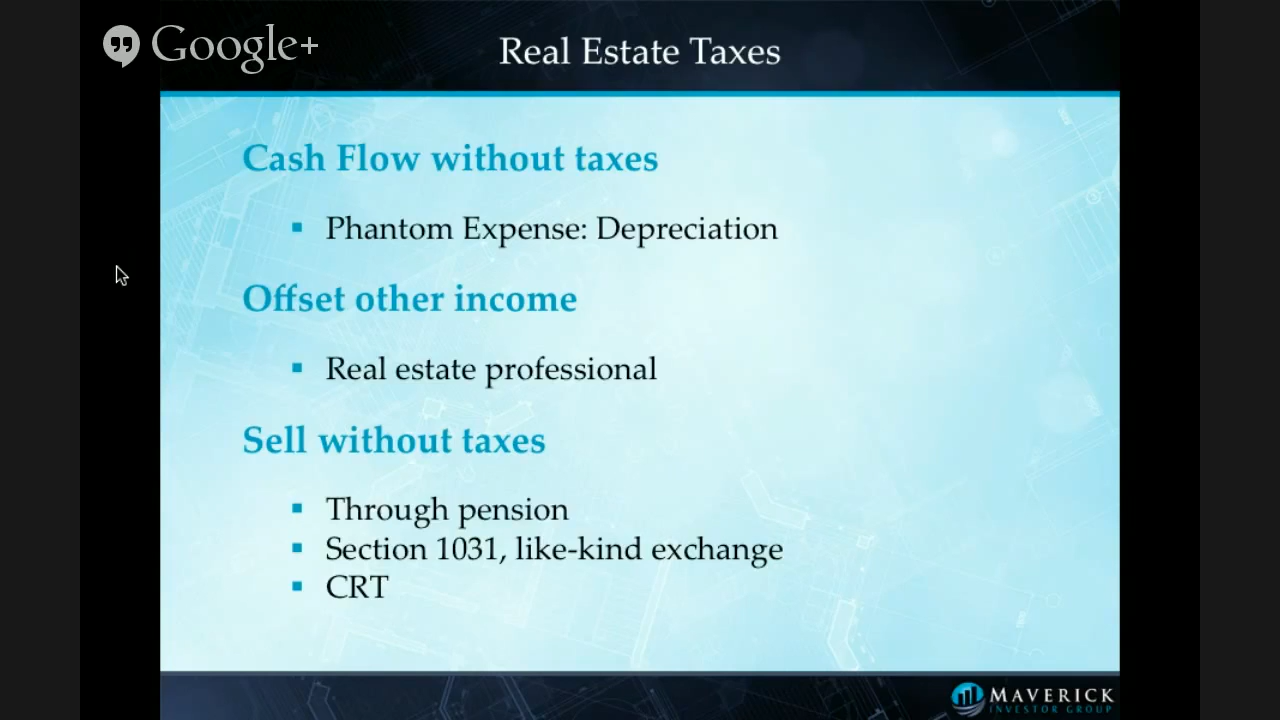 Google+
Real Estate Taxes
Cash Flow without taxes
Phantom Expense: Depreciation
Offset other income
Real estate professional
Sell without taxes
Through pension
Section 1031, like-kind exchange
CRT
MAVERICK
INVESTOR GROUP